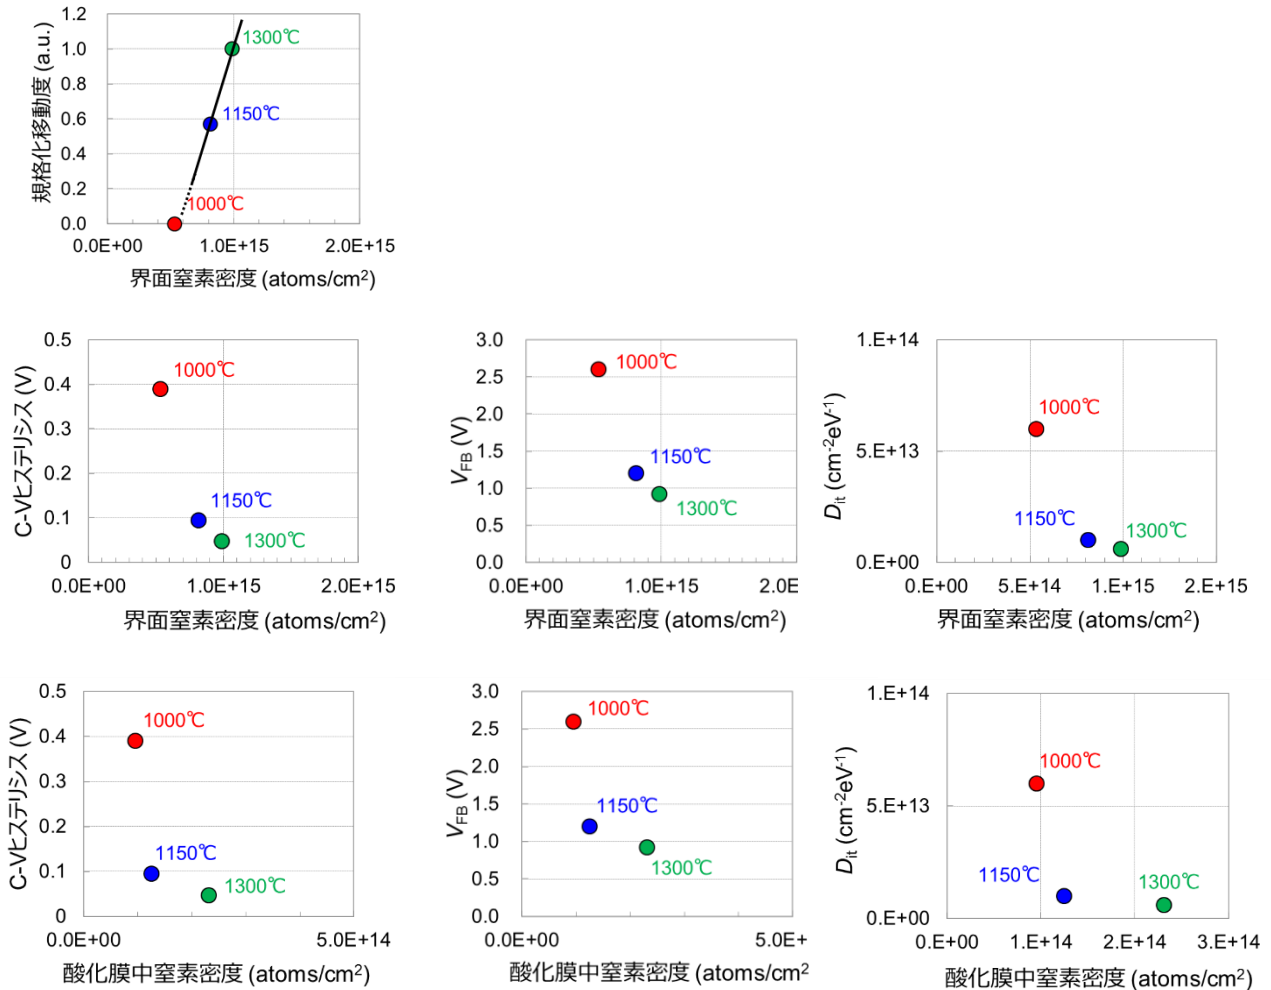 1.2
1.0
0.8
0.6
0.4
0.2
0.0
規格化移動度 (a.u.)
1300℃
1150℃
1000℃
0.0E+00 1.0E+15 2.0E+15
界面窒素密度 (atoms/cm²)
0.5
0.4
0.3
0.2
0.1
0
C-Vヒステリシス (V)
1000℃
1150℃
1300℃
0.0E+00 1.0E+15 2.0E+15
界面窒素密度 (atoms/cm²)
3.0
2.5
2.0
1.5
1.0
0.5
0.0
VFB (V)
1000℃
1150℃
1300℃
0.0E+00 1.0E+15 2.0E
界面窒素密度 (atoms/cm²)
1.E+14
5.E+13
0.E+00
Dit (cm⁻²eV⁻¹)
1000℃
1150℃
1300℃
0.E+00 5.E+14 1.E+15 2.E+15
界面窒素密度 (atoms/cm²)
0.5
0.4
0.3
0.2
0.1
0
C-Vヒステリシス (V)
1000℃
1150℃
1300℃
0.0E+00 5.0E+14
酸化膜中窒素密度 (atoms/cm²)
3.0
2.5
2.0
1.5
1.0
0.5
0.0
VFB (V)
1000℃
1150℃
1300℃
0.0E+00 5.0E+
酸化膜中窒素密度 (atoms/cm²
1.E+14
5.E+13
0.E+00
Dit (cm⁻²eV⁻¹)
1000℃
1150℃
1300℃
0.E+00 1.E+14 2.E+14 3.E+14
酸化膜中窒素密度 (atoms/cm²)